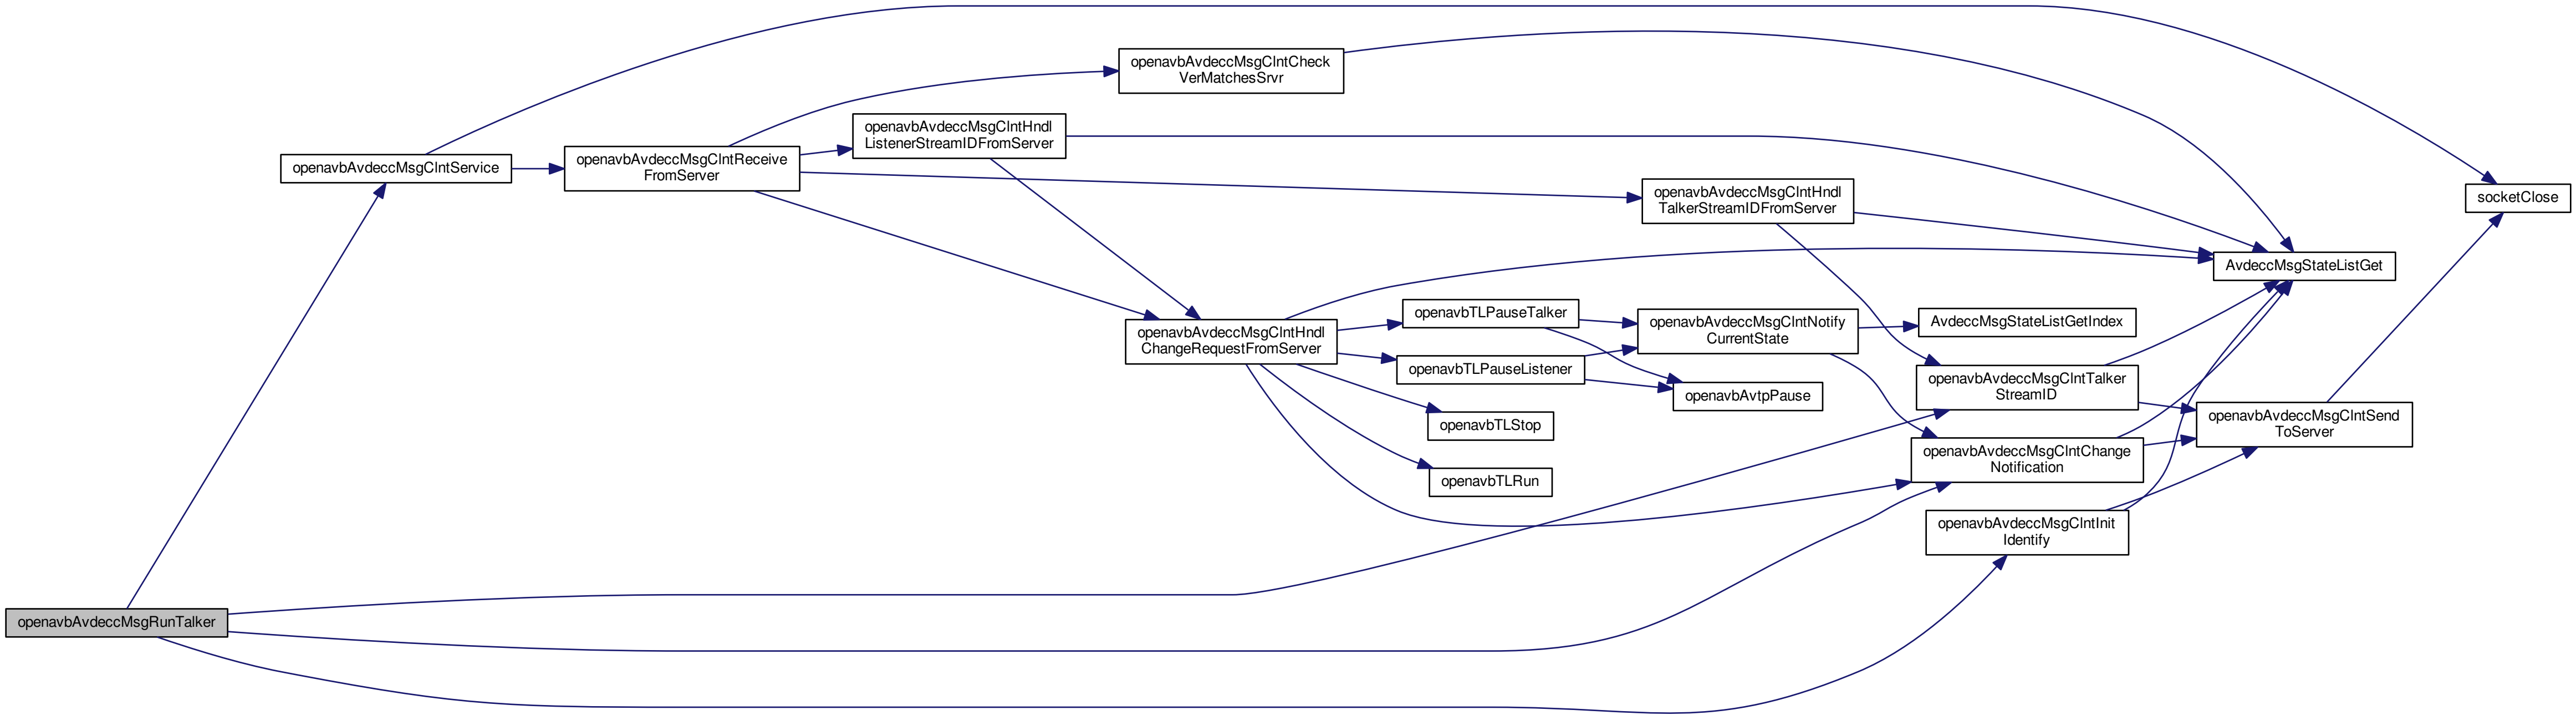 openavbAvdeccMsgRunTalker
openavbAvdeccMsgClntService
openavbAvdeccMsgClntReceive
FromServer
openavbAvdeccMsgClntCheck
VerMatchesSrvr
openavbAvdeccMsgClntHndl
ListenerStreamIDFromServer
openavbAvdeccMsgClntHndl
TalkerStreamIDFromServer
openavbAvdeccMsgClntHndl
ChangeRequestFromServer
openavbTLPauseTalker
openavbTLPauseListener
openavbTLStop
openavbTLRun
openavbAvdeccMsgClntNotify
CurrentState
openavbAvtpPause
AvdeccMsgStateListGetIndex
openavbAvdeccMsgClntTalker
StreamID
openavbAvdeccMsgClntChange
Notification
openavbAvdeccMsgClntInit
Identify
socketClose
AvdeccMsgStateListGet
openavbAvdeccMsgClntSend
ToServer